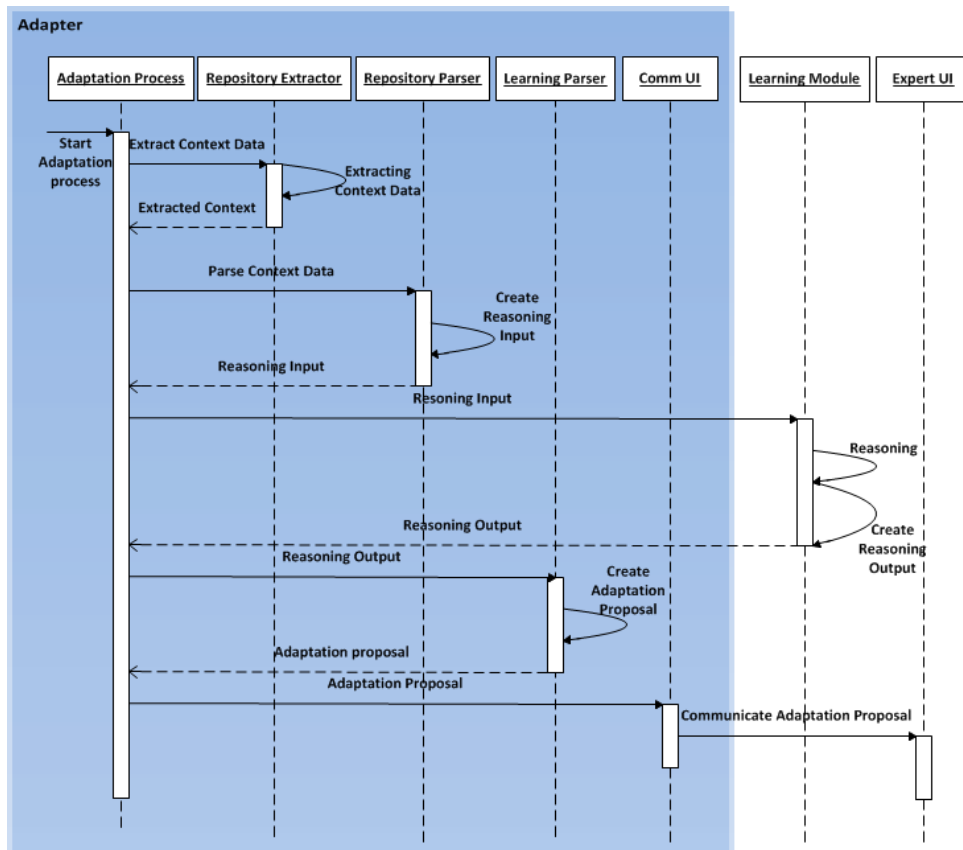 Adapter
Adaptation Process
Repository Extractor
Repository Parser
Learning Parser
Comm UI
Learning Module
Expert UI
Start
Adaptation
process
Extract Context Data
Extracting
Context Data
Extracted Context
Parse Context Data
Create
Reasoning
Input
Reasoning Input
Resoning Input
Reasoning
Reasoning Output
Create
Reasoning
Output
Reasoning Output
Create
Adaptation
Proposal
Adaptation proposal
Adaptation Proposal
Communicate Adaptation Proposal